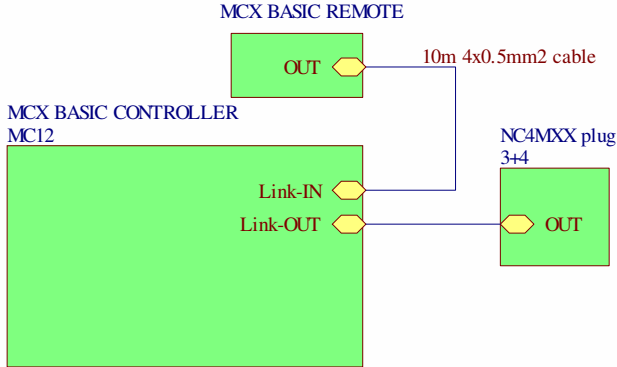 MCX BASIC REMOTE
OUT
10m 4x0.5mm2 cable
MCX BASIC CONTROLLER
MC12
NC4MXX plug
3+4
Link-IN
Link-OUT
OUT